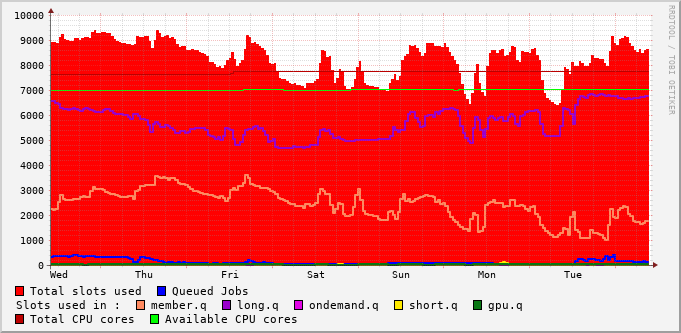 10000
9000
8000
7000
6000
5000
4000
3000
2000
1000
0
Wed Thu Fri Sat Sun Mon Tue
RRDTOOL / TOBI OETIKER
Total slots used Queued Jobs
Slots used in : member.q long.q ondemand.q short.q gpu.q
Total CPU cores Available CPU cores